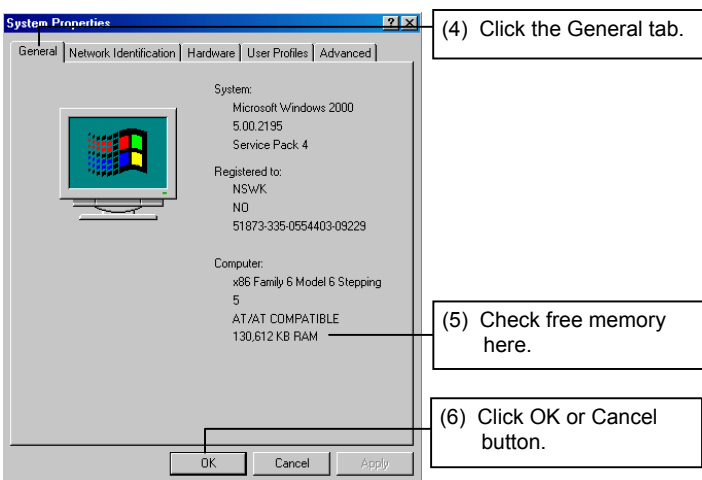 System Properties
(4) Click the General tab.
General Network Identification Hardware User Profiles Advanced
System:
Microsoft Windows 2000
5.00.2195
Service Pack 4
Registered to:
NSWK
NO
51873-335-0554403-09229
Computer:
x86 Family 6 Model 6 Stepping
5
AT/AT COMPATIBLE
130,612 KB RAM
(5) Check free memory
here.
(6) Click OK or Cancel
button.
OK Cancel Apply